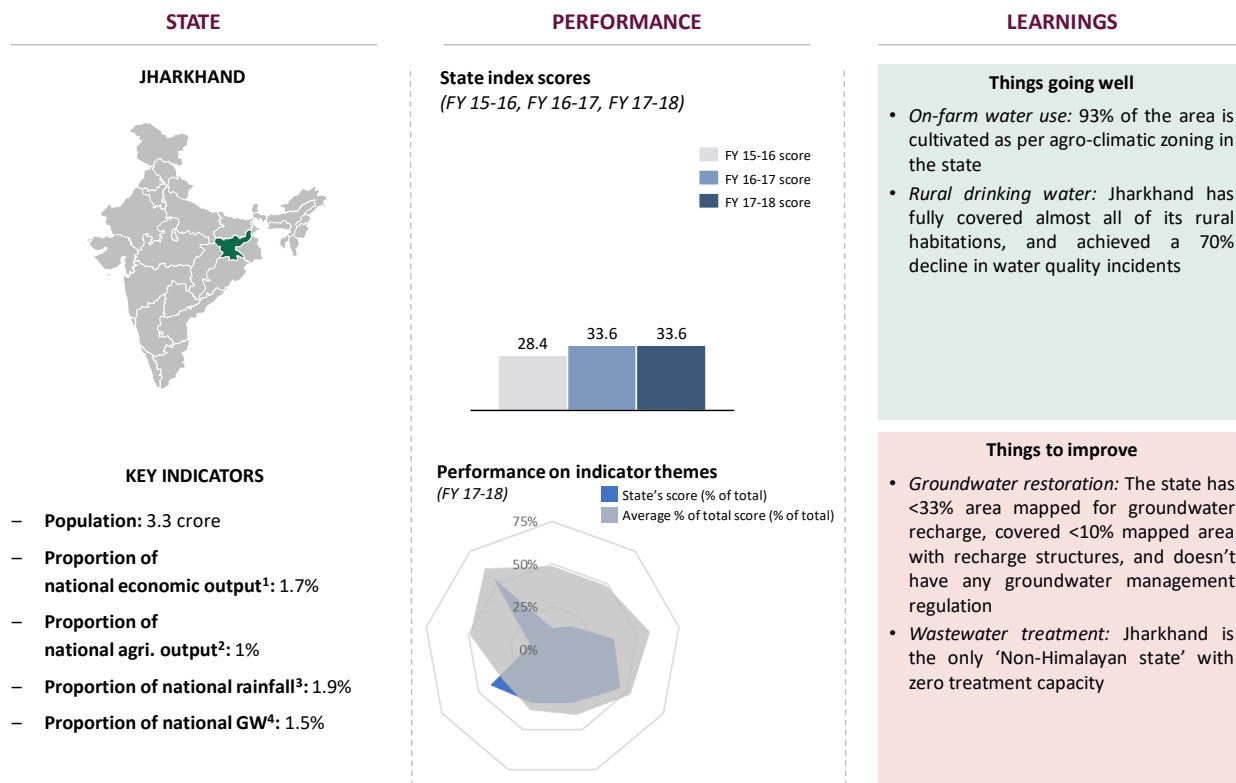 STATE
PERFORMANCE
LEARNINGS
JHARKHAND
KEY INDICATORS
– Population: 3.3 crore
– Proportion of
national economic output¹: 1.7%
– Proportion of
national agri. output²: 1%
– Proportion of national rainfall³: 1.9%
– Proportion of national GW⁴: 1.5%
State index scores
(FY 15-16, FY 16-17, FY 17-18)
FY 15-16 score
FY 16-17 score
FY 17-18 score
28.4
33.6
33.6
Performance on indicator themes
(FY 17-18)
State's score (% of total)
Average % of total score (% of total)
75%
50%
25%
0%
Things going well
• On-farm water use: 93% of the area is
cultivated as per agro-climatic zoning in
the state
• Rural drinking water: Jharkhand has
fully covered almost all of its rural
habitations, and achieved a 70%
decline in water quality incidents
Things to improve
• Groundwater restoration: The state has
<33% area mapped for groundwater
recharge, covered <10% mapped area
with recharge structures, and doesn't
have any groundwater management
regulation
• Wastewater treatment: Jharkhand is
the only 'Non-Himalayan state' with
zero treatment capacity